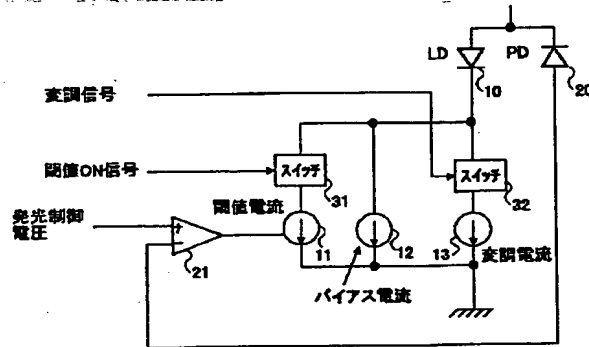 LD
PD
10
20
変調信号
閾値ON信号
スイッチ
31
スイッチ
32
閾値電流
発光制御
電圧
+
−
21
11
12
13
変調電流
バイアス電流